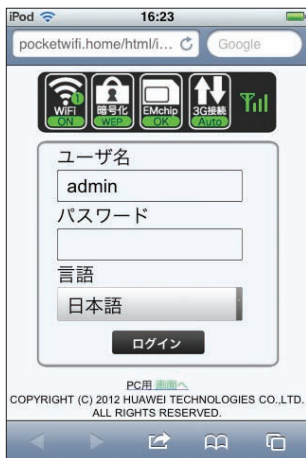 iPod 16:23
pocketwifi.home/html/i... Google
WiFi 暗号化 EMchip 3G接続
ON WEP OK Auto
ユーザ名
admin
パスワード
言語
日本語
ログイン
PC用 画面へ
COPYRIGHT (C) 2012 HUAWEI TECHNOLOGIES CO.,LTD.
ALL RIGHTS RESERVED.